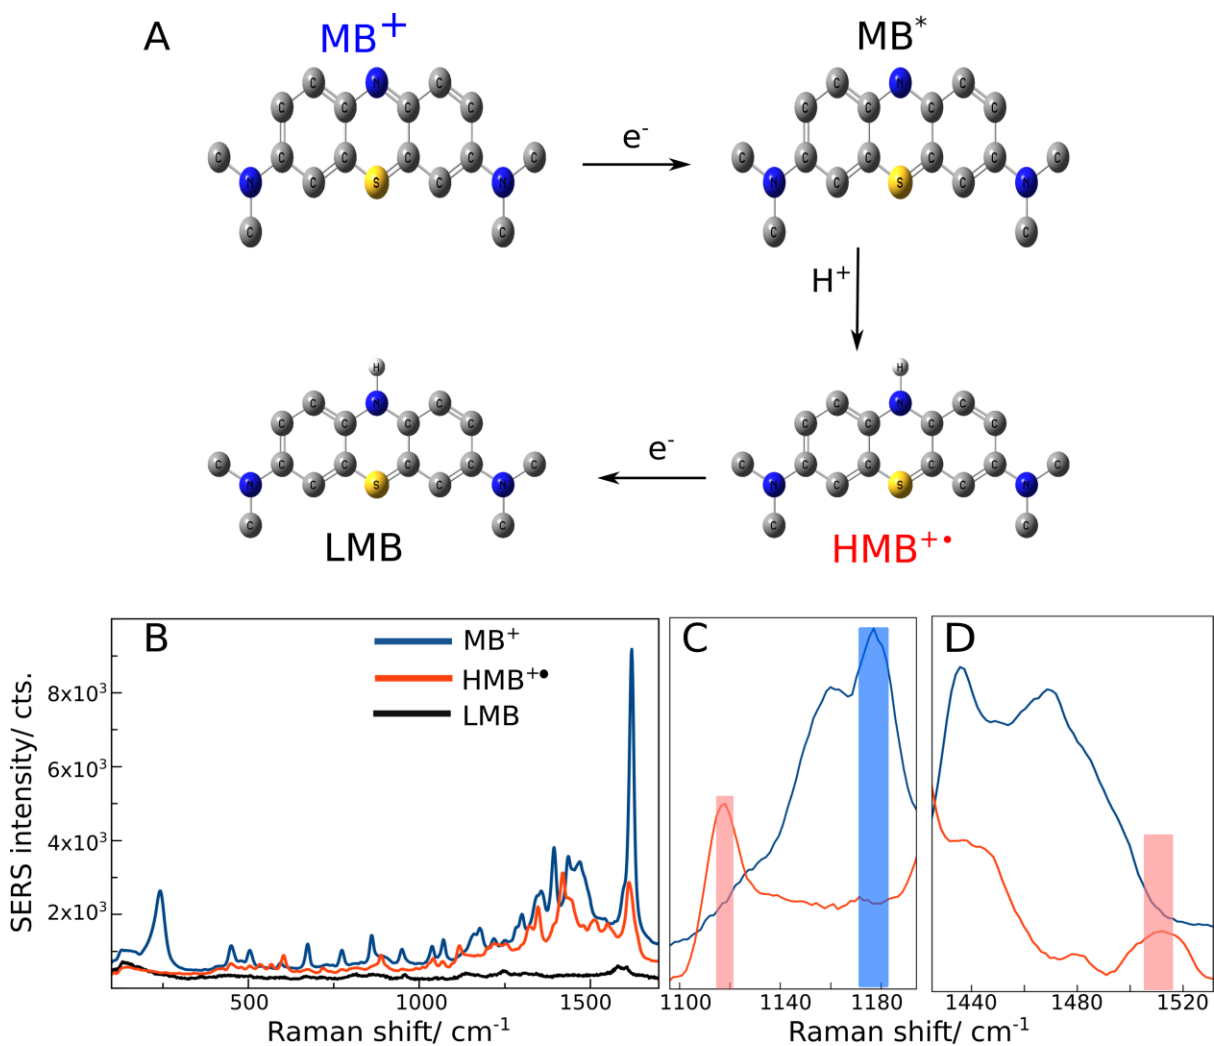 A
MB⁺
MB*
C N C C N C
C C C C C C C C
e⁻
C C C C C C C C C C C C
N C S C N N C S C N
C C C C
H⁺
H H
C N C C N C
C C C C C C C C
C C C C C C C C C C C C
e⁻
N C S C N N C S C N
C C C C
LMB
HMB⁺•
B
MB⁺
HMB⁺•
LMB
C
D
8x10³
6x10³
4x10³
2x10³
SERS intensity/ cts.
500 1000 1500
1100 1140 1180
1440 1480 1520
Raman shift/ cm⁻¹
Raman shift/ cm⁻¹